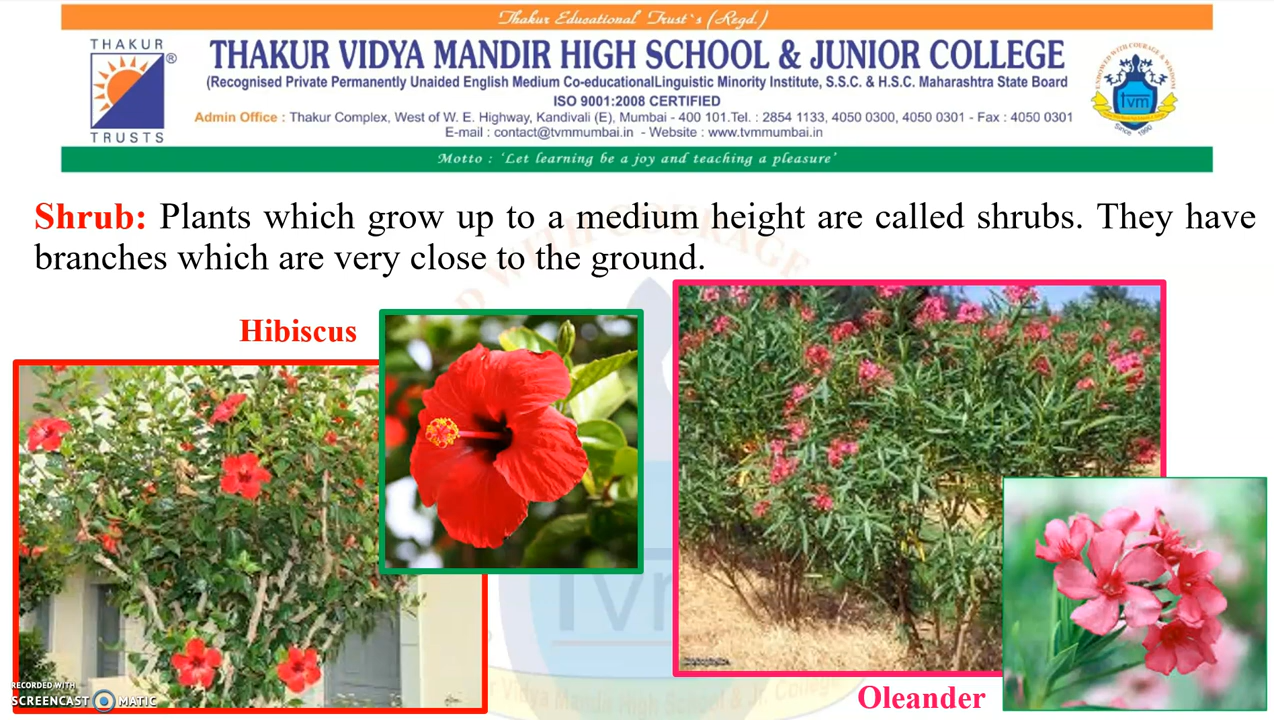 Thakur Educational Trust`s (Regd.)
THAKUR
TRUSTS
®
THAKUR VIDYA MANDIR HIGH SCHOOL & JUNIOR COLLEGE
(Recognised Private Permanently Unaided English Medium Co-educationalLinguistic Minority Institute, S.S.C. & H.S.C. Maharashtra State Board
ISO 9001:2008 CERTIFIED
Admin Office : Thakur Complex, West of W. E. Highway, Kandivali (E), Mumbai - 400 101.Tel. : 2854 1133, 4050 0300, 4050 0301 - Fax : 4050 0301
E-mail : contact@tvmmumbai.in - Website : www.tvmmumbai.in
tvm
Since 1990
Motto : ‘Let learning be a joy and teaching a pleasure’
Shrub: Plants which grow up to a medium height are called shrubs. They have
branches which are very close to the ground.
Hibiscus
Oleander
RECORDED WITH
SCREENCAST MATIC